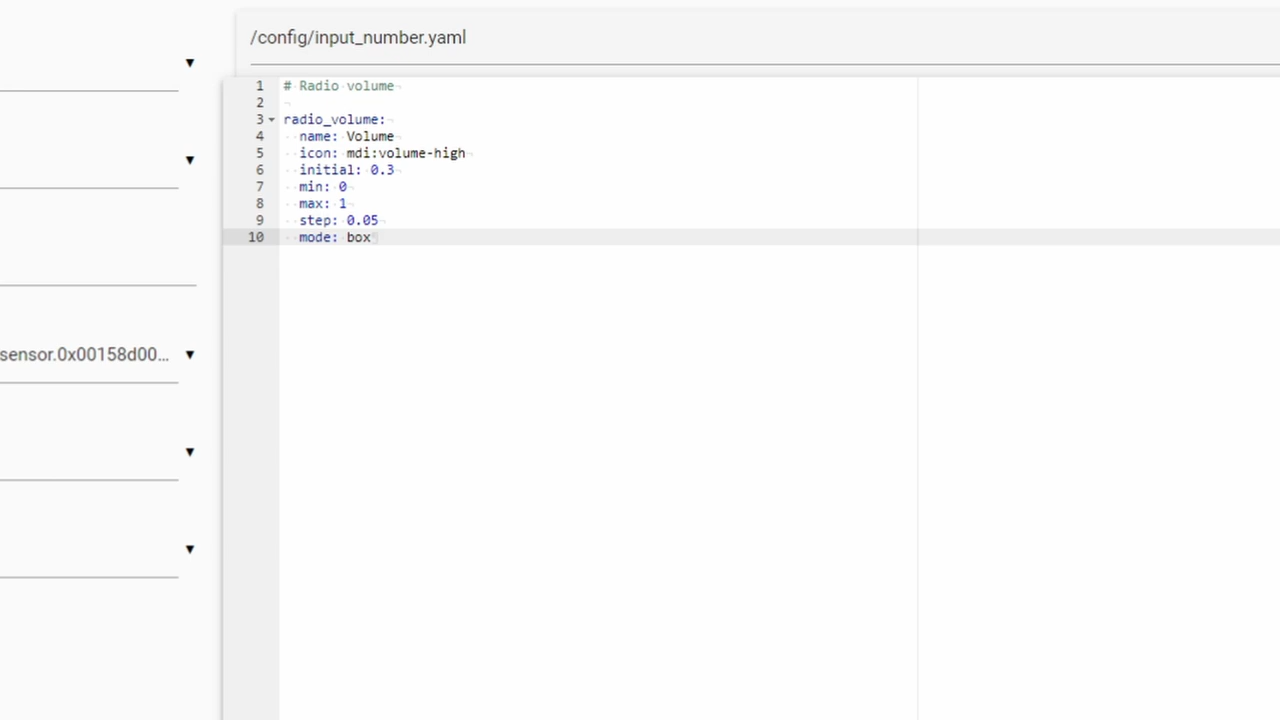 /config/input_number.yaml
1 # Radio volume
2
3 radio_volume:
4   name: Volume
5   icon: mdi:volume-high
6   initial: 0.3
7   min: 0
8   max: 1
9   step: 0.05
10   mode: box
sensor.0x00158d00...